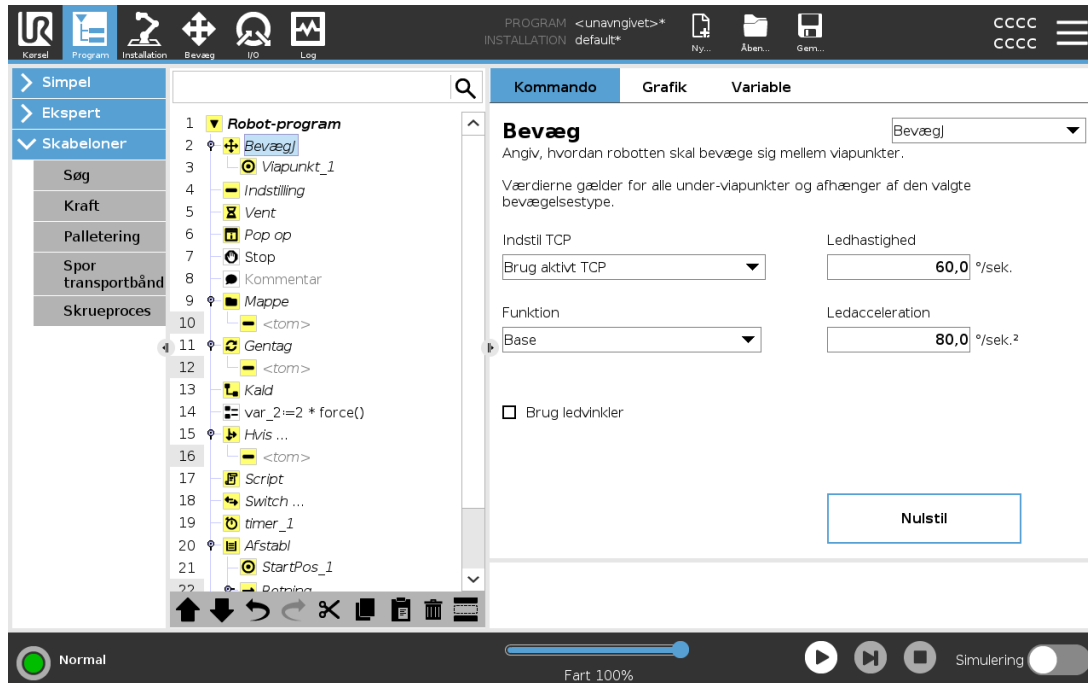 PROGRAM <unavngivet>*
INSTALLATION default*
CCCC
CCCC
Kørsel
Program
Installation
Bevæg
I/O
Log
Ny...
Åben...
Gem...
Simpel
Ekspert
Skabeloner
Søg
Kraft
Palletering
Spor
transportbånd
Skrueproces
1 Robot-program
2 BevægJ
3 Viapunkt_1
4 Indstilling
5 Vent
6 Pop op
7 Stop
8 Kommentar
9 Mappe
10 <tom>
11 Gentag
12 <tom>
13 Kald
14 var_2:=2 * force()
15 Hvis ...
16 <tom>
17 Script
18 Switch ...
19 timer_1
20 Afstabl
21 StartPos_1
22 Retning
Kommando
Grafik
Variable
Bevæg
BevægJ
Angiv, hvordan robotten skal bevæge sig mellem viapunkter.
Værdierne gælder for alle under-viapunkter og afhænger af den valgte
bevægelsestype.
Indstil TCP
Ledhastighed
Brug aktivt TCP
60,0 °/sek.
Funktion
Ledacceleration
Base
80,0 °/sek.²
Brug ledvinkler
Nulstil
Normal
Fart 100%
Simulering